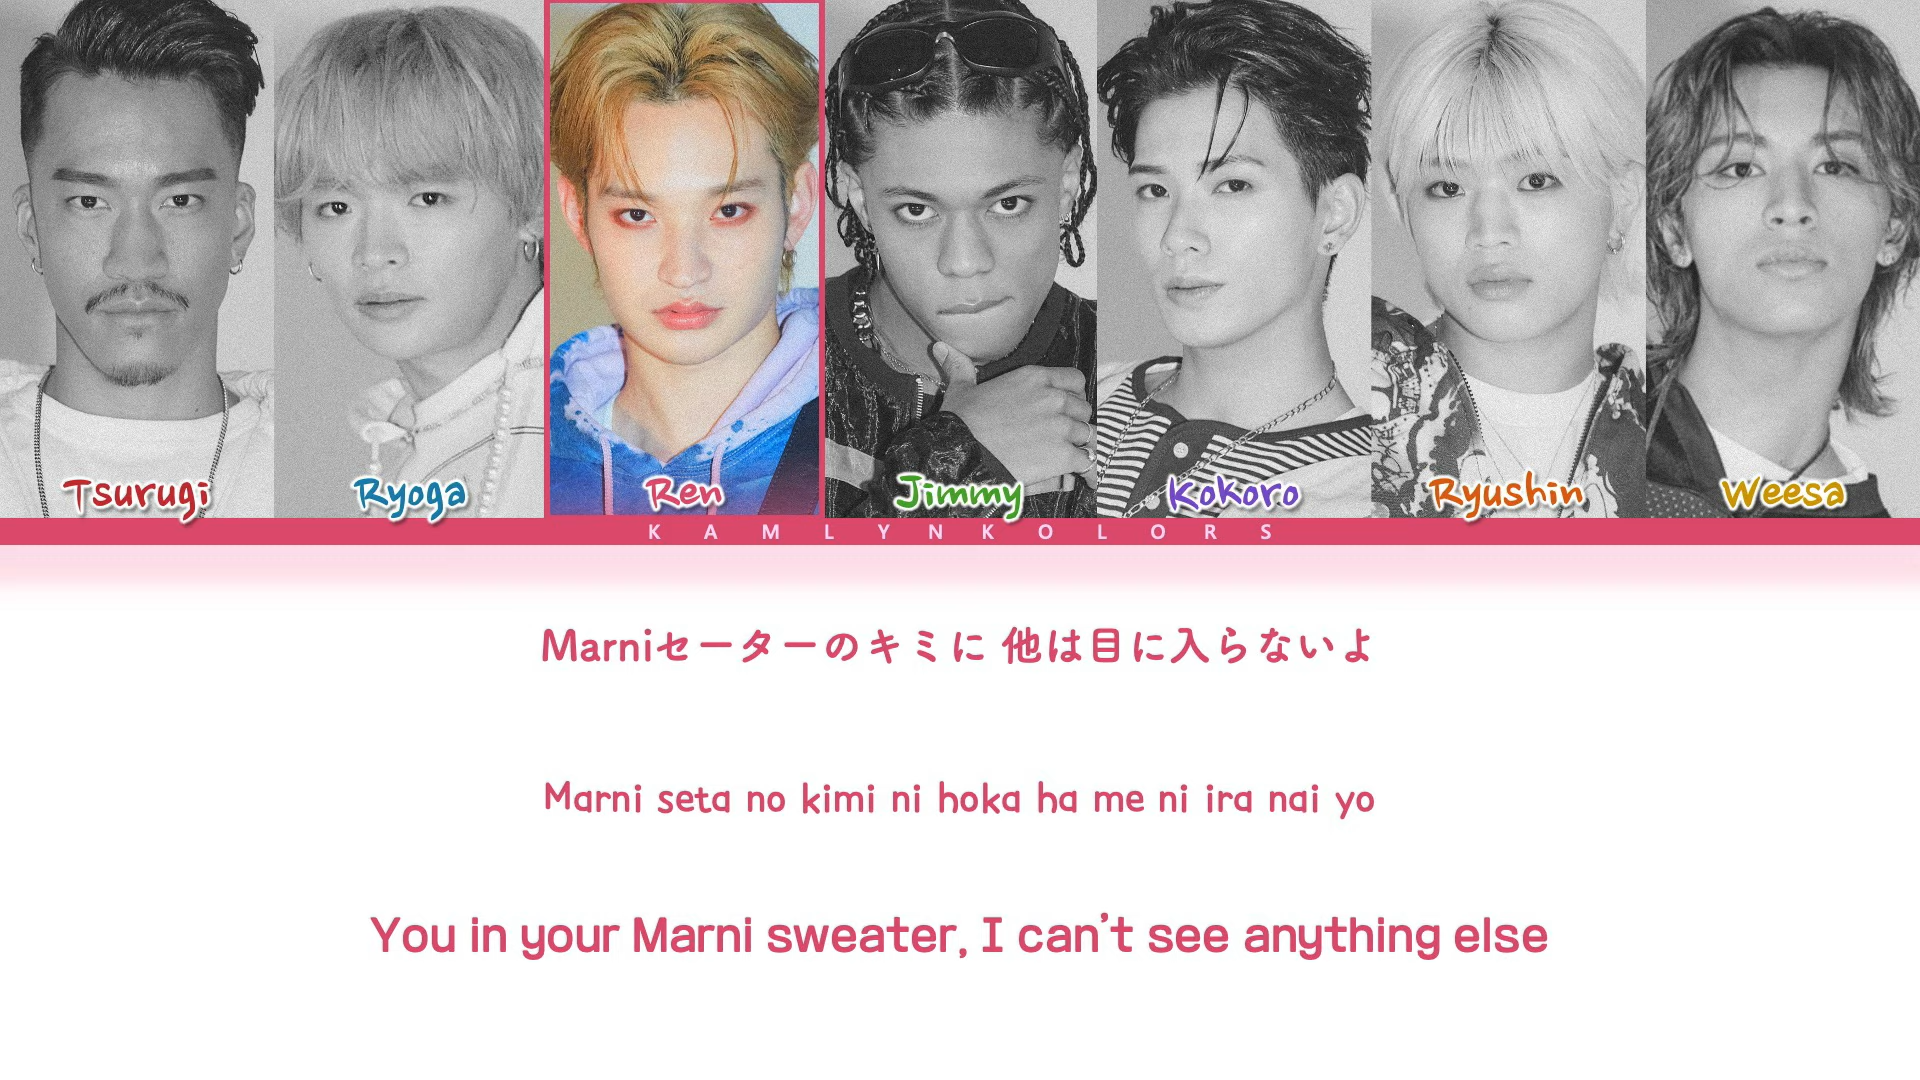 Tsurugi Ryoga Ren Jimmy Kokoro Ryushin Weesa
KAMLYNKOLORS
Marniセーターのキミに 他は目に入らないよ
Marni seta no kimi ni hoka ha me ni ira nai yo
You in your Marni sweater, I can't see anything else